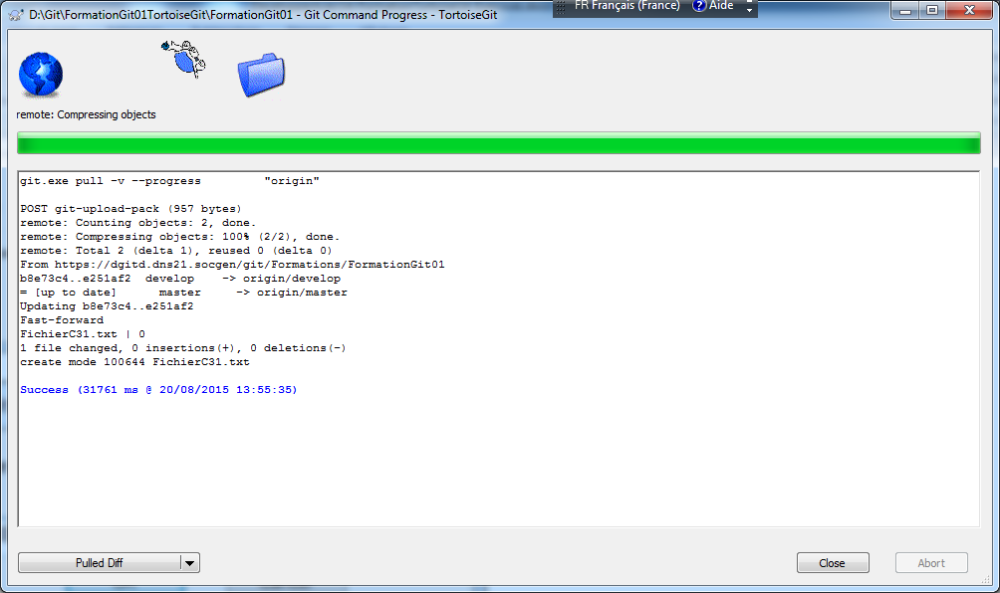 D:\Git\FormationGit01TortoiseGit\FormationGit01 - Git Command Progress - TortoiseGit
FR Français (France) ? Aide
remote: Compressing objects
git.exe pull -v --progress         "origin"
POST git-upload-pack (957 bytes)
remote: Counting objects: 2, done.
remote: Compressing objects: 100% (2/2), done.
remote: Total 2 (delta 1), reused 0 (delta 0)
From https://dgitd.dns21.socgen/git/Formations/FormationGit01
b8e73c4..e251af2  develop    -> origin/develop
= [up to date]      master     -> origin/master
Updating b8e73c4..e251af2
Fast-forward
FichierC31.txt | 0
1 file changed, 0 insertions(+), 0 deletions(-)
create mode 100644 FichierC31.txt
Success (31761 ms @ 20/08/2015 13:55:35)
Pulled Diff
Close
Abort